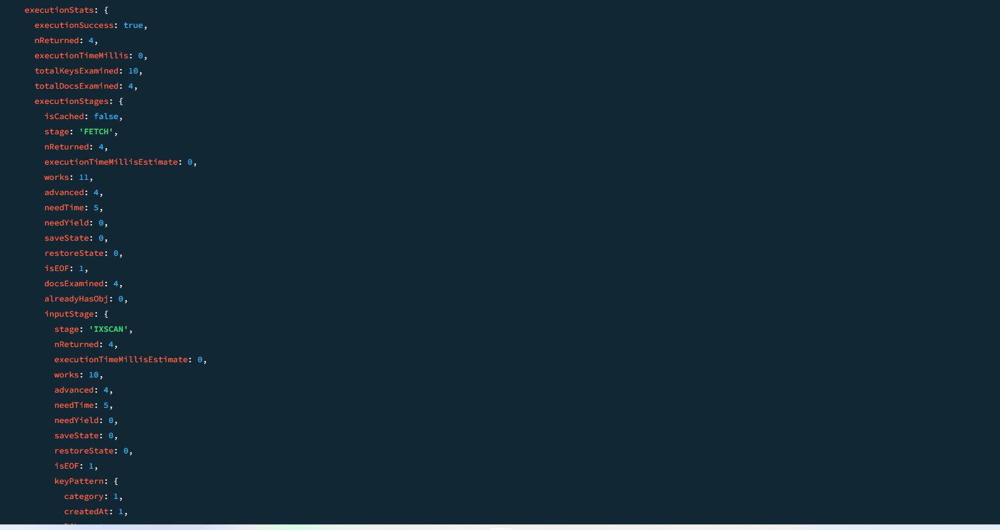 executionStats: {
executionSuccess: true,
nReturned: 4,
executionTimeMillis: 0,
totalKeysExamined: 10,
totalDocsExamined: 4,
executionStages: {
isCached: false,
stage: 'FETCH',
nReturned: 4,
executionTimeMillisEstimate: 0,
works: 11,
advanced: 4,
needTime: 5,
needYield: 0,
saveState: 0,
restoreState: 0,
isEOF: 1,
docsExamined: 4,
alreadyHasObj: 0,
inputStage: {
stage: 'IXSCAN',
nReturned: 4,
executionTimeMillisEstimate: 0,
works: 10,
advanced: 4,
needTime: 5,
needYield: 0,
saveState: 0,
restoreState: 0,
isEOF: 1,
keyPattern: {
category: 1,
createdAt: 1,